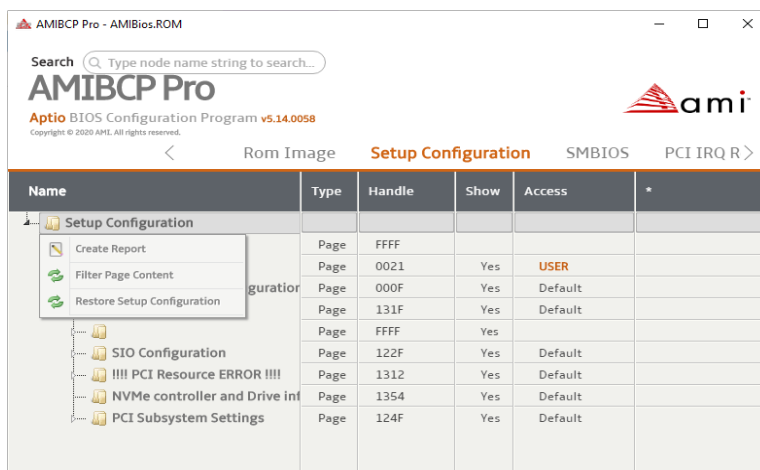 AMIBCP Pro - AMIBios.ROM
Search Type node name string to search...
AMIBCP Pro
Aptio BIOS Configuration Program v5.14.0058
Copyright © 2020 AMI. All rights reserved.
ami
Rom Image Setup Configuration SMBIOS PCI IRQ R
Name Type Handle Show Access *
Setup Configuration
Create Report
Filter Page Content
Restore Setup Configuration
Page FFFF
Page 0021 Yes USER
guration Page 000F Yes Default
Page 131F Yes Default
Page FFFF Yes
SIO Configuration Page 122F Yes Default
!!!! PCI Resource ERROR !!!! Page 1312 Yes Default
NVMe controller and Drive inf Page 1354 Yes Default
PCI Subsystem Settings Page 124F Yes Default